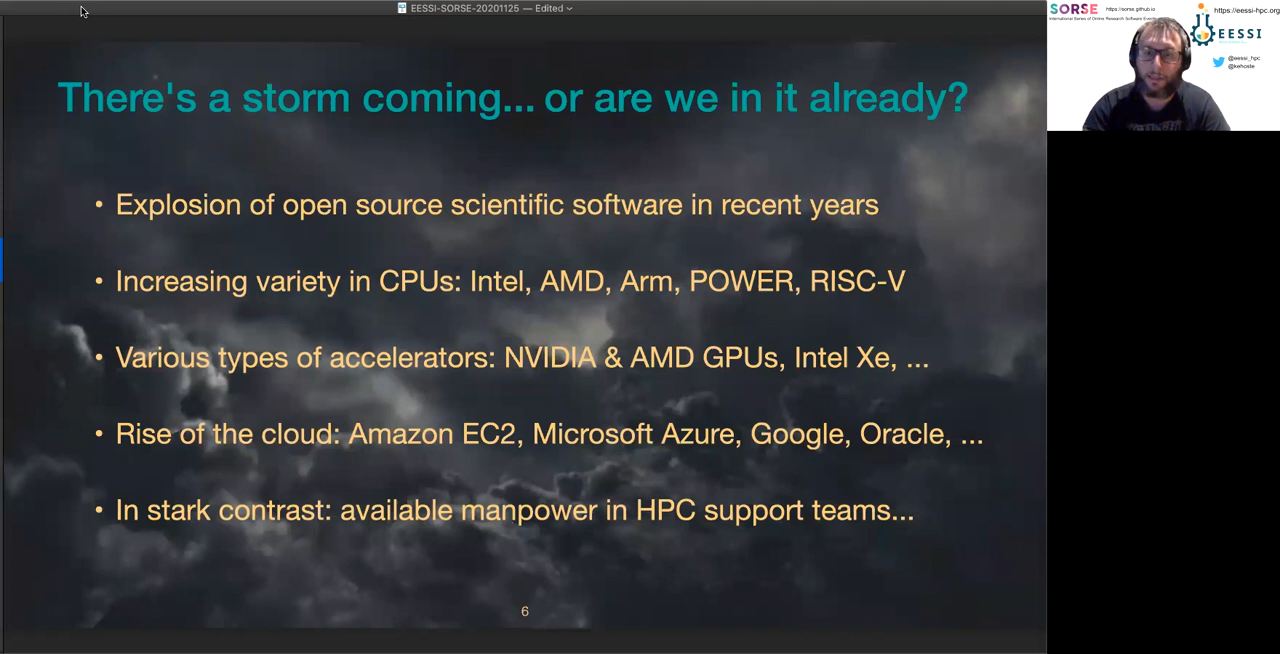 EESSI-SORSE-20201125 — Edited
There's a storm coming... or are we in it already?
• Explosion of open source scientific software in recent years
• Increasing variety in CPUs: Intel, AMD, Arm, POWER, RISC-V
• Various types of accelerators: NVIDIA & AMD GPUs, Intel Xe, ...
• Rise of the cloud: Amazon EC2, Microsoft Azure, Google, Oracle, ...
• In stark contrast: available manpower in HPC support teams...
6
SORSE
https://sorse.github.io
International Series of Online Research Software
https://eessi-hpc.org
EESSI
@eessi_hpc
@kehoste